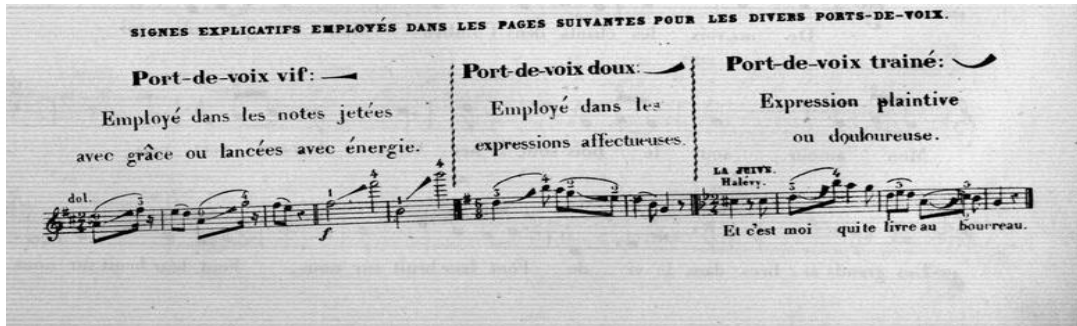 SIGNES EXPLICATIFS EMPLOYÉS DANS LES PAGES SUIVANTES POUR LES DIVERS PORTS-DE-VOIX.
Port-de-voix vif:
Employé dans les notes jetées
avec grâce ou lancées avec énergie.
Port-de-voix doux:
Employé dans les
expressions affectueuses.
Port-de-voix trainé:
Expression plaintive
ou douloureuse.
dol.
f
LA JUIVE.
Halévy.
Et c'est moi qui te livre au bourreau.